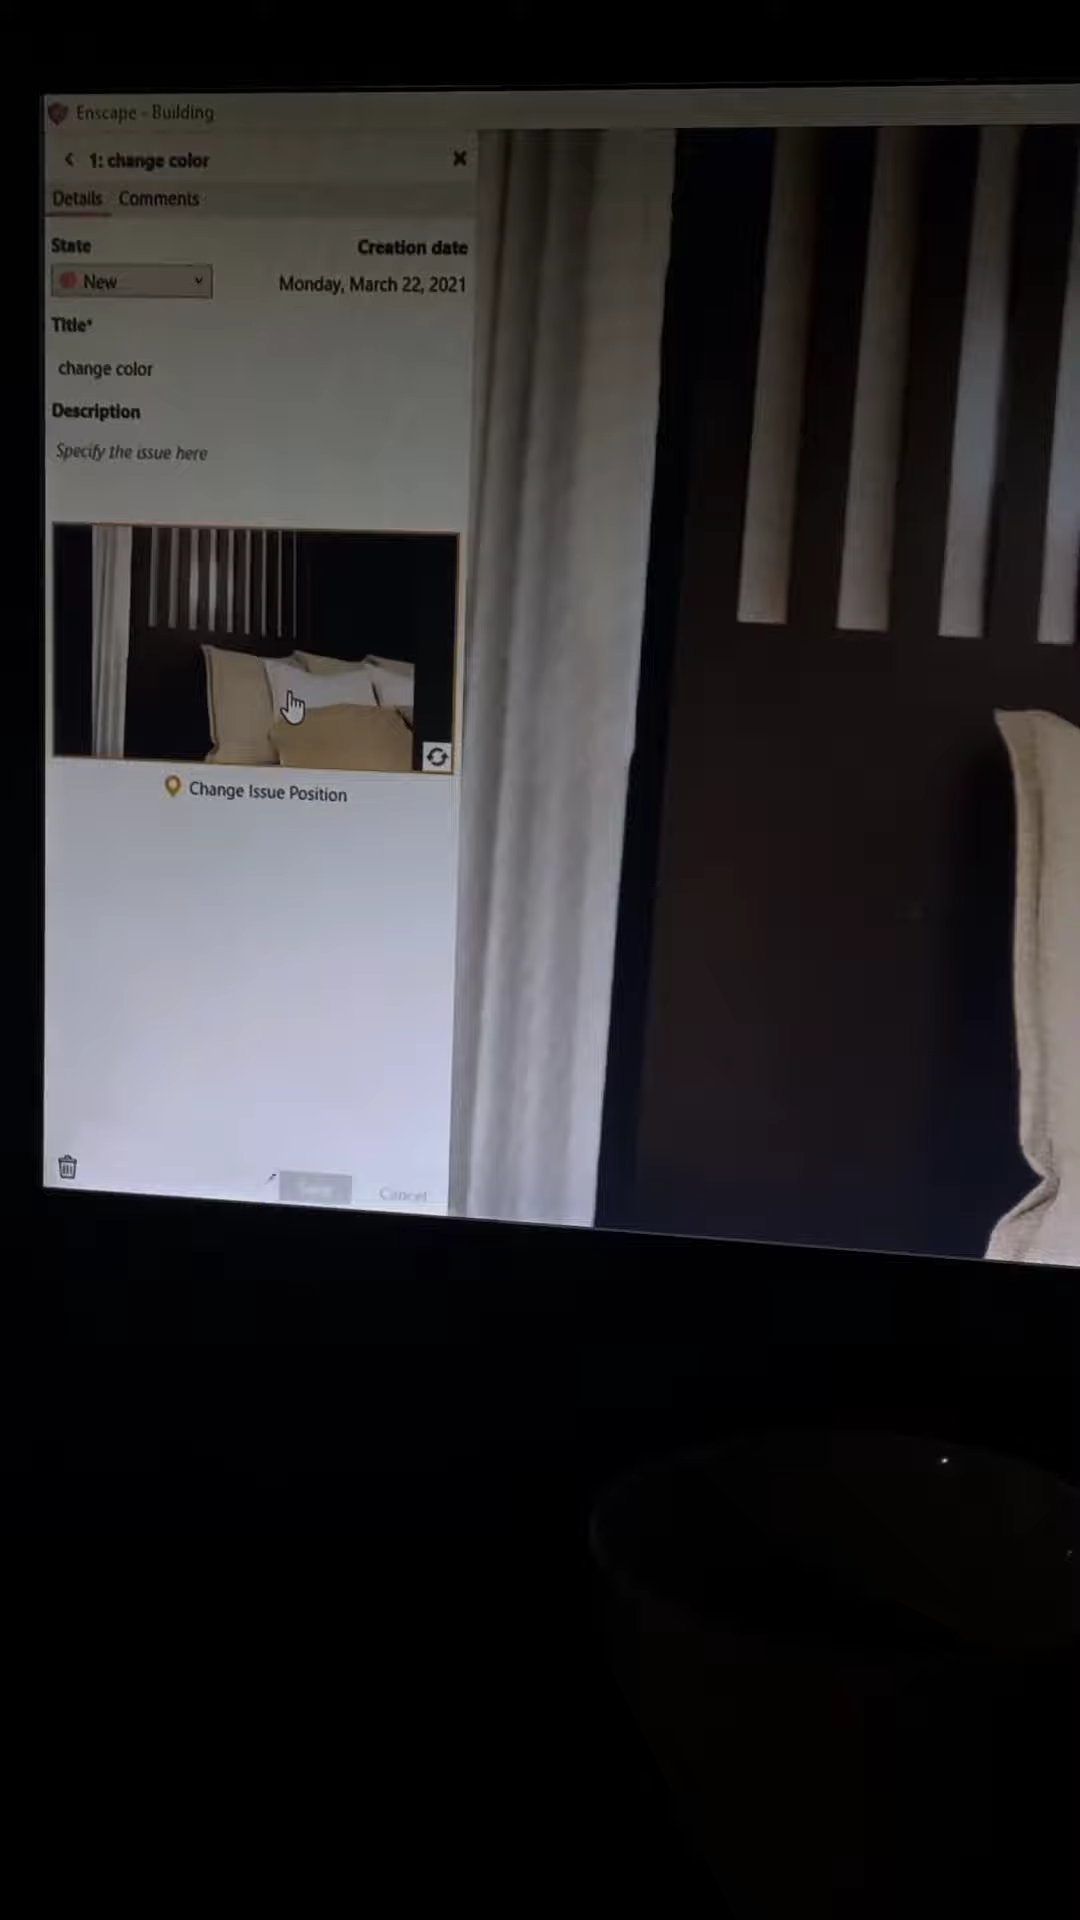 Enscape - Building
1: change color
Details Comments
State Creation date
New Monday, March 22, 2021
Title*
change color
Description
Specify the issue here
Change Issue Position
Cancel